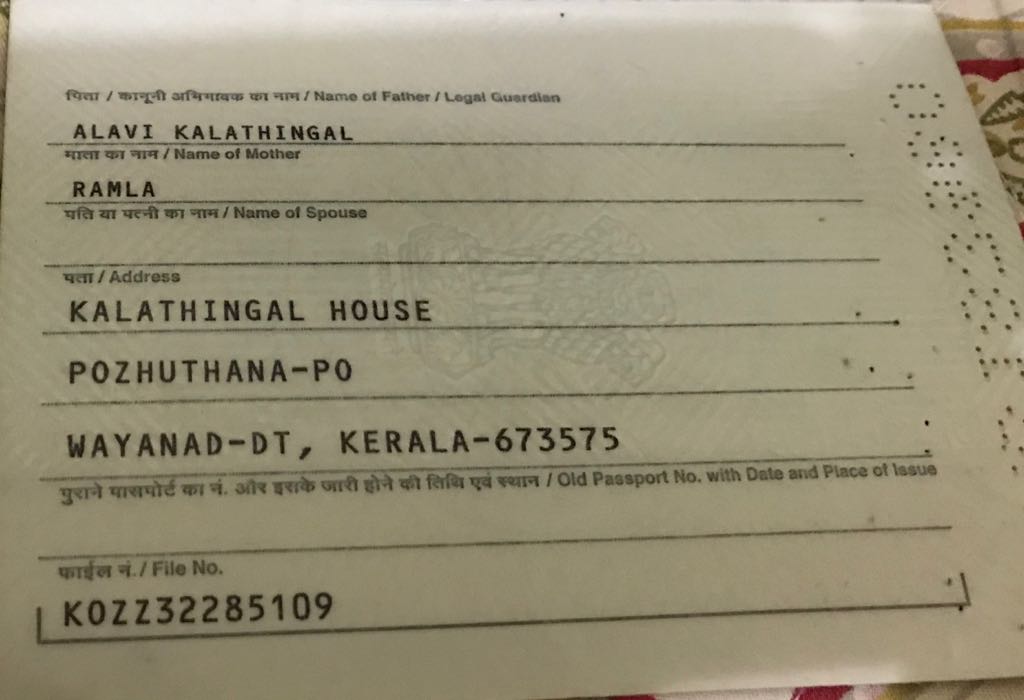 पिता / कानूनी अभिभावक का नाम / Name of Father / Legal Guardian
ALAVI KALATHINGAL
माता का नाम / Name of Mother
RAMLA
पति या पत्नी का नाम / Name of Spouse
पता / Address
KALATHINGAL HOUSE
POZHUTHANA-PO
WAYANAD-DT, KERALA-673575
पुराने पासपोर्ट का नं. और इसके जारी होने की तिथि एवं स्थान / Old Passport No. with Date and Place of Issue
फाईल नं./ File No.
KOZZ32285109